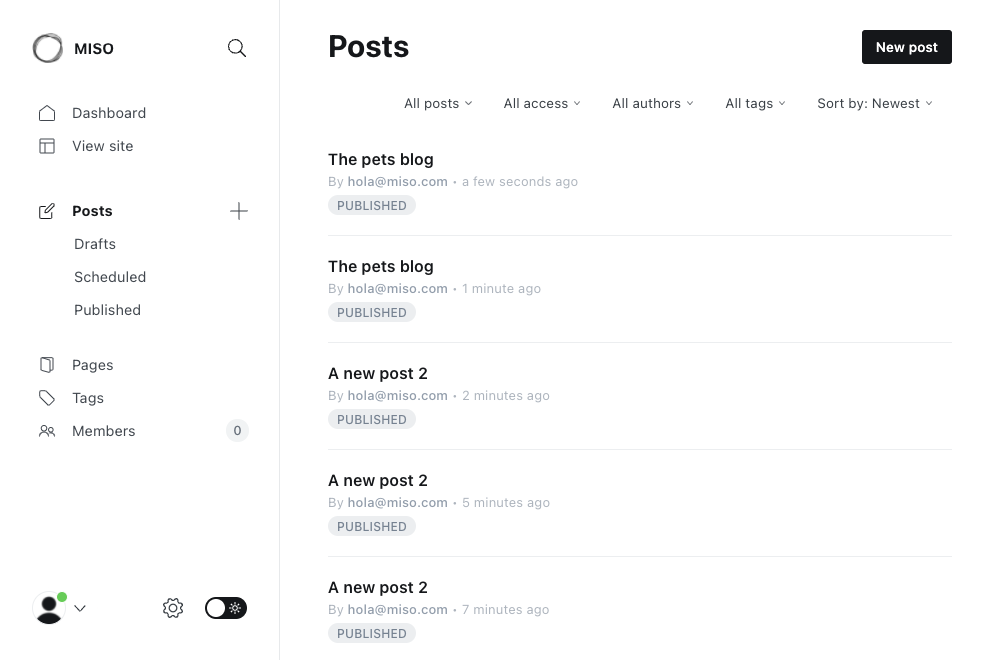 MISO
Dashboard
View site
Posts
Drafts
Scheduled
Published
Pages
Tags
Members 0
Posts
New post
All posts All access All authors All tags Sort by: Newest
The pets blog
By hola@miso.com • a few seconds ago
PUBLISHED
The pets blog
By hola@miso.com • 1 minute ago
PUBLISHED
A new post 2
By hola@miso.com • 2 minutes ago
PUBLISHED
A new post 2
By hola@miso.com • 5 minutes ago
PUBLISHED
A new post 2
By hola@miso.com • 7 minutes ago
PUBLISHED